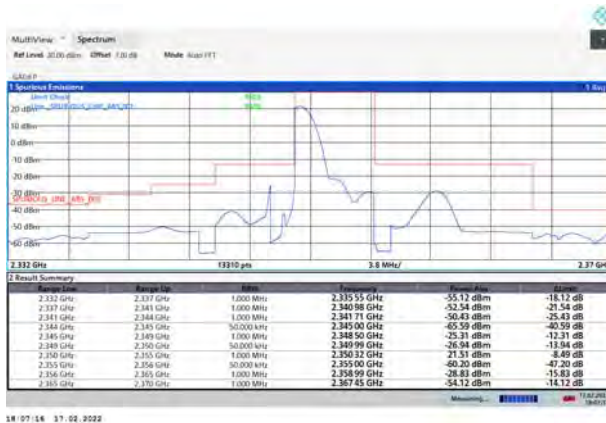 MultiView Spectrum
Ref Level 30.00 dBm Offset 7.00 dB Mode Auto FFT
1 Spurious Emissions
Limit Check
20 dBm
10 dBm
0 dBm
-10 dBm
-20 dBm
-30 dBm
-40 dBm
-50 dBm
-60 dBm
2.332 GHz 13310 pts 3.8 MHz/ 2.37 GHz
2 Result Summary
Range Low Range Up RBW Frequency Power Abs ΔLimit
2.332 GHz 2.337 GHz 1.000 MHz 2.335 55 GHz -55.12 dBm -18.12 dB
2.337 GHz 2.341 GHz 1.000 MHz 2.340 98 GHz -52.54 dBm -21.54 dB
2.341 GHz 2.344 GHz 1.000 MHz 2.341 71 GHz -50.43 dBm -25.43 dB
2.344 GHz 2.345 GHz 50.000 kHz 2.345 00 GHz -65.59 dBm -40.59 dB
2.345 GHz 2.349 GHz 1.000 MHz 2.348 50 GHz -25.31 dBm -12.31 dB
2.349 GHz 2.350 GHz 50.000 kHz 2.349 99 GHz -26.94 dBm -13.94 dB
2.350 GHz 2.355 GHz 1.000 MHz 2.350 32 GHz 21.51 dBm -8.49 dB
2.355 GHz 2.356 GHz 50.000 kHz 2.355 00 GHz -60.20 dBm -47.20 dB
2.356 GHz 2.365 GHz 1.000 MHz 2.358 99 GHz -28.83 dBm -15.83 dB
2.365 GHz 2.370 GHz 1.000 MHz 2.367 45 GHz -54.12 dBm -14.12 dB
Measuring...
18:07:16 17.02.2022